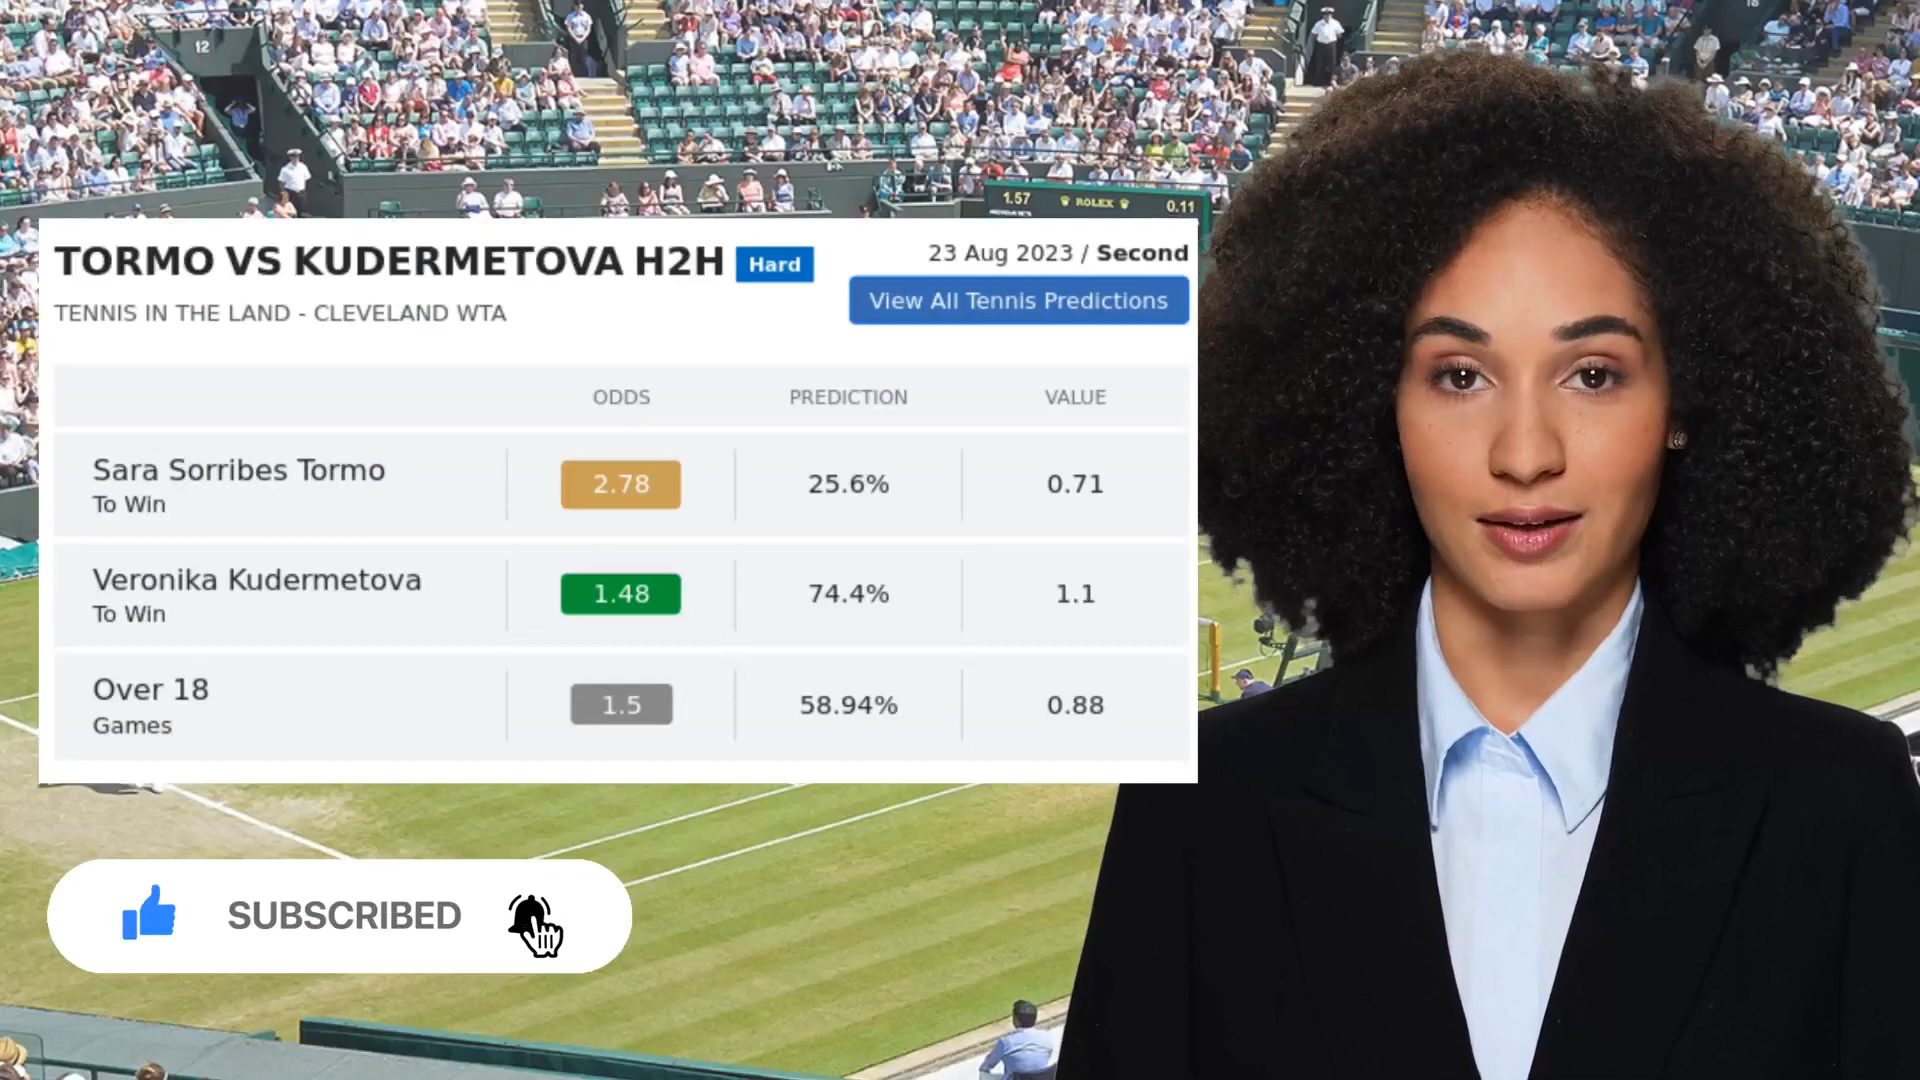 12
18
1.57 ROLEX 0.11
TORMO VS KUDERMETOVA H2H Hard
23 Aug 2023 / Second
TENNIS IN THE LAND - CLEVELAND WTA
View All Tennis Predictions
ODDS PREDICTION VALUE
Sara Sorribes Tormo
To Win
2.78 25.6% 0.71
Veronika Kudermetova
To Win
1.48 74.4% 1.1
Over 18
Games
1.5 58.94% 0.88
SUBSCRIBED